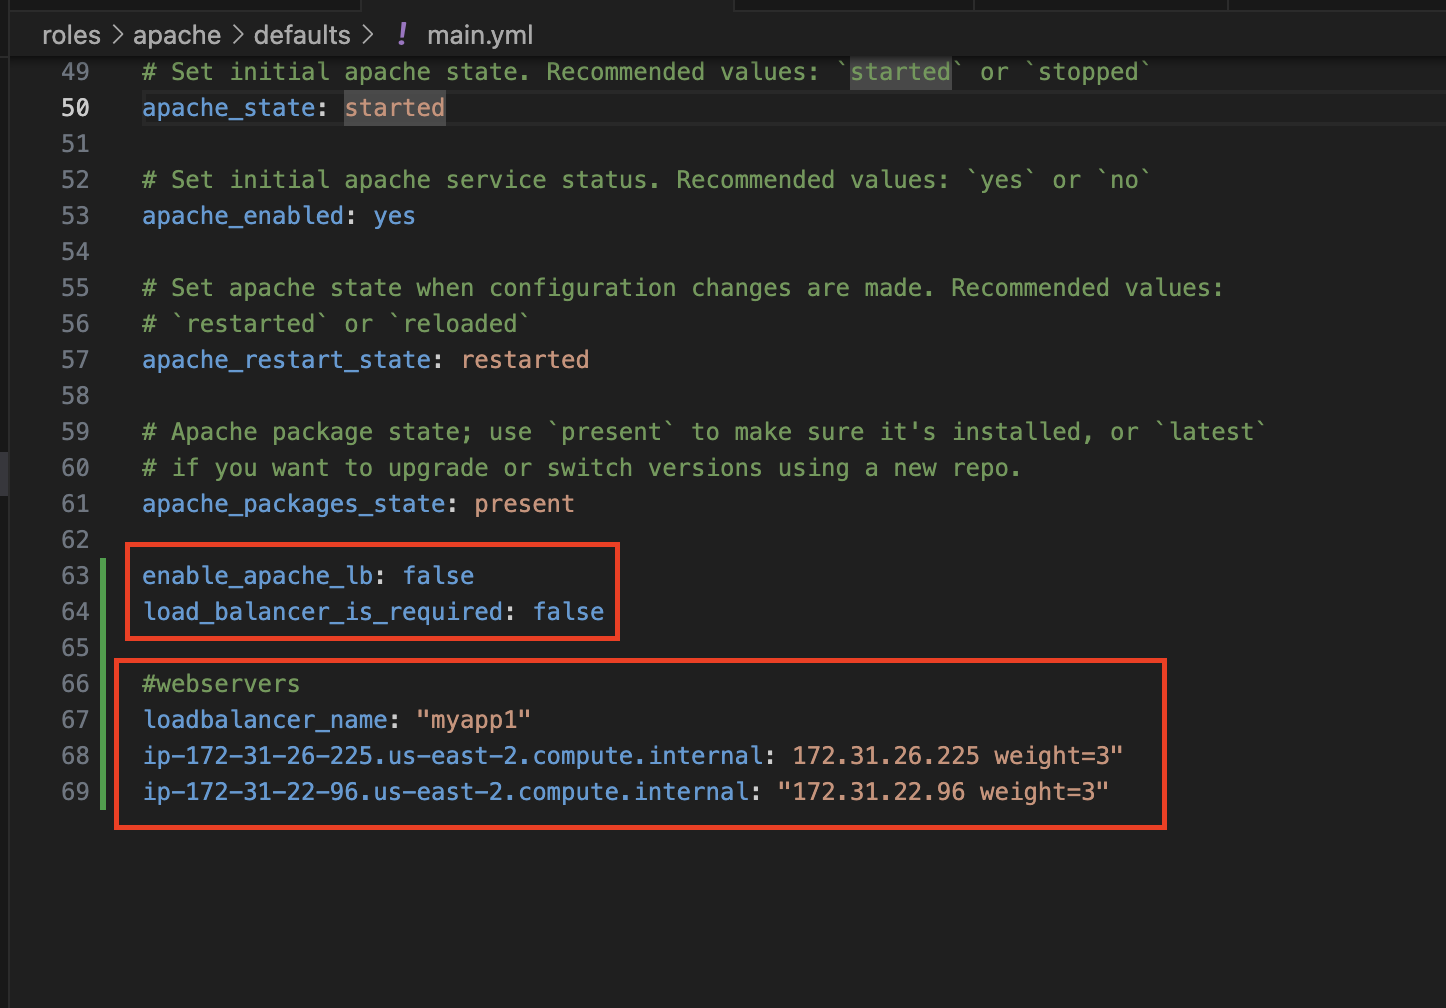 roles > apache > defaults > ! main.yml
49 # Set initial apache state. Recommended values: `started` or `stopped`
50 apache_state: started
51
52 # Set initial apache service status. Recommended values: `yes` or `no`
53 apache_enabled: yes
54
55 # Set apache state when configuration changes are made. Recommended values:
56 # `restarted` or `reloaded`
57 apache_restart_state: restarted
58
59 # Apache package state; use `present` to make sure it's installed, or `latest`
60 # if you want to upgrade or switch versions using a new repo.
61 apache_packages_state: present
62
63 enable_apache_lb: false
64 load_balancer_is_required: false
65
66 #webservers
67 loadbalancer_name: "myapp1"
68 ip-172-31-26-225.us-east-2.compute.internal: 172.31.26.225 weight=3"
69 ip-172-31-22-96.us-east-2.compute.internal: "172.31.22.96 weight=3"